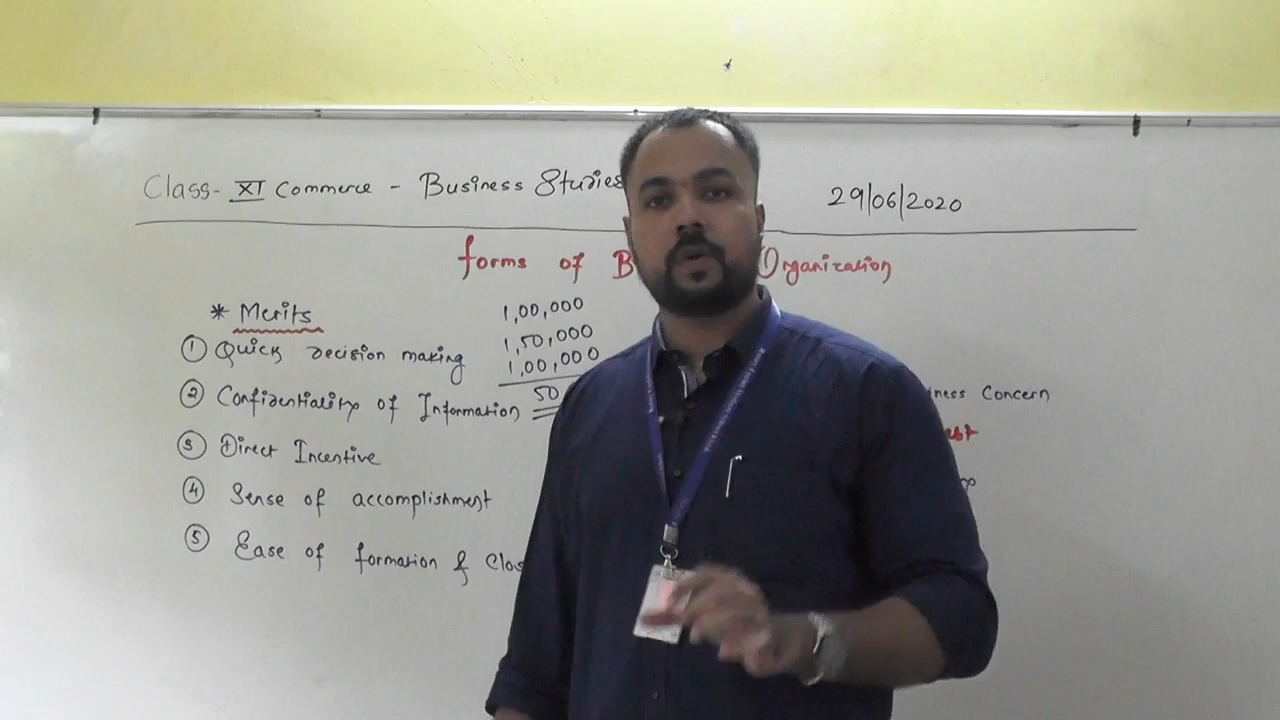 Class - XI Commerce - Business Studies
29/06/2020
forms of B Organization
* Merits
1,00,000
1,50,000
1,00,000
50
① Quick Decision making
② Confidentiality of Information
③ Direct Incentive
④ Sense of accomplishment
⑤ Ease of formation & Clos
ness Concern